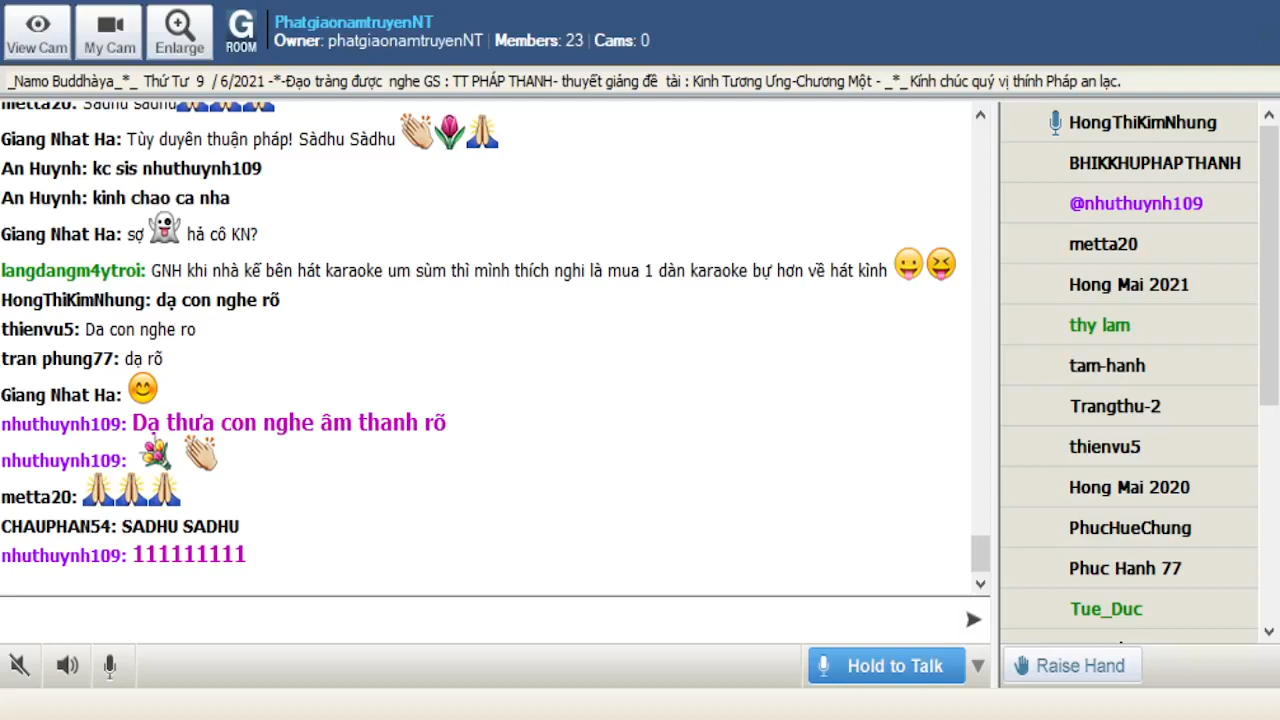 View Cam
My Cam
Enlarge
G
ROOM
PhatgiaonamtruyenNT
Owner: phatgiaonamtruyenNT | Members: 23 | Cams: 0
_Namo Buddhàya_*_ Thứ Tư 9 / 6/2021 -*-Đạo tràng được nghe GS : TT PHÁP THANH- thuyết giảng đề tài : Kinh Tương Ưng-Chương Một - _*_Kính chúc quý vị thính Pháp an lạc.
metta20: Sadhu sadhu
Giang Nhat Ha: Tùy duyên thuận pháp! Sàdhu Sàdhu
An Huynh: kc sis nhuthuynh109
An Huynh: kinh chao ca nha
Giang Nhat Ha: sợ hả cô KN?
langdangm4ytroi: GNH khi nhà kế bên hát karaoke um sùm thì mình thích nghi là mua 1 dàn karaoke bự hơn về hát kình
HongThiKimNhung: dạ con nghe rõ
thienvu5: Da con nghe ro
tran phung77: dạ rõ
Giang Nhat Ha:
nhuthuynh109: Dạ thưa con nghe âm thanh rõ
nhuthuynh109:
metta20:
CHAUPHAN54: SADHU SADHU
nhuthuynh109: 111111111
HongThiKimNhung
BHIKKHUPHAPTHANH
@nhuthuynh109
metta20
Hong Mai 2021
thy lam
tam-hanh
Trangthu-2
thienvu5
Hong Mai 2020
PhucHueChung
Phuc Hanh 77
Tue_Duc
Hold to Talk
Raise Hand